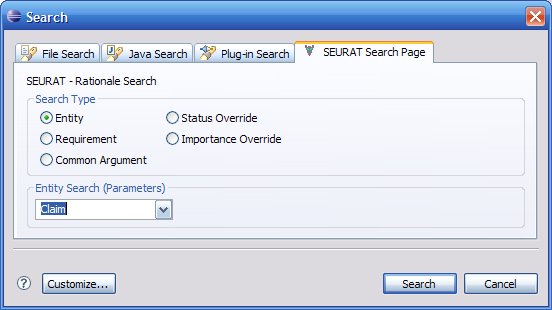 Search
File Search
Java Search
Plug-in Search
SEURAT Search Page
SEURAT - Rationale Search
Search Type
Entity
Status Override
Requirement
Importance Override
Common Argument
Entity Search (Parameters)
Claim
?
Customize...
Search
Cancel